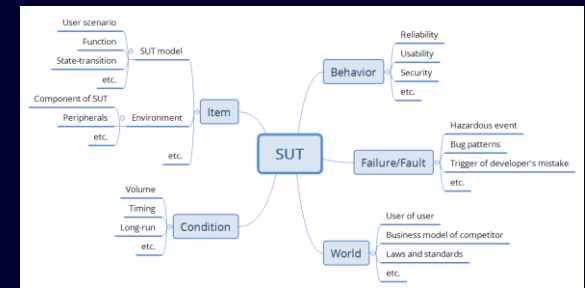 User scenario
Function
State-transition
etc.
SUT model
Component of SUT
Peripherals
etc.
Environment
etc.
Item
Volume
Timing
Long-run
etc.
Condition
SUT
Behavior
Reliability
Usability
Security
etc.
Failure/Fault
Hazardous event
Bug patterns
Trigger of developer's mistake
etc.
World
User of user
Business model of competitor
Laws and standards
etc.